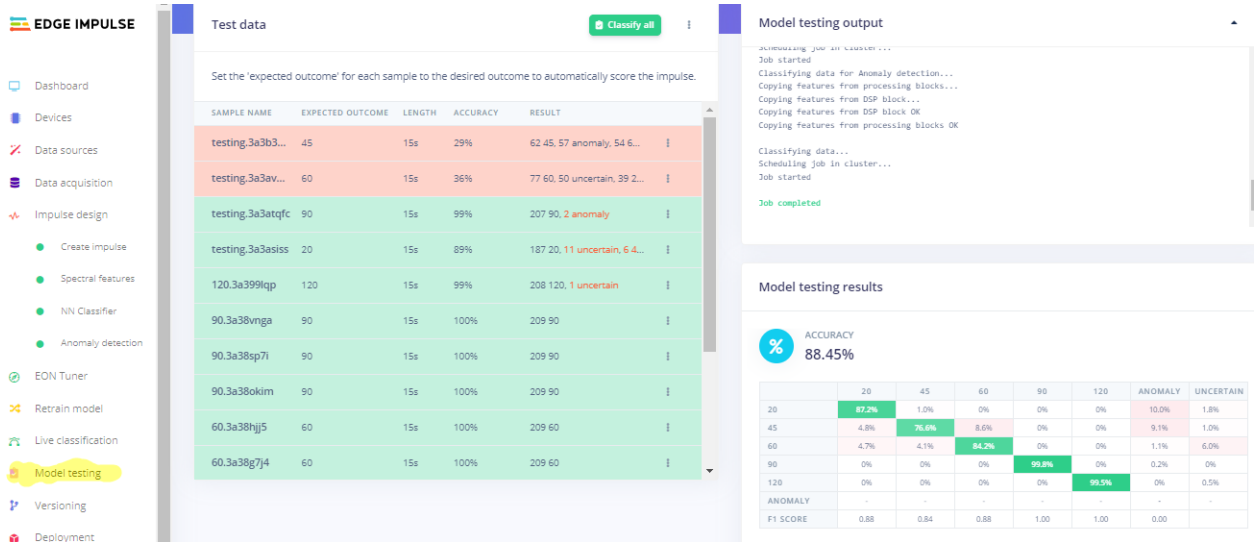 EDGE IMPULSE
Dashboard
Devices
Data sources
Data acquisition
Impulse design
Create impulse
Spectral features
NN Classifier
Anomaly detection
EON Tuner
Retrain model
Live classification
Model testing
Versioning
Deployment
Test data
Classify all
Set the 'expected outcome' for each sample to the desired outcome to automatically score the impulse.
SAMPLE NAME EXPECTED OUTCOME LENGTH ACCURACY RESULT
testing.3a3b3... 45 15s 29% 62 45, 57 anomaly, 54 6...
testing.3a3av... 60 15s 36% 77 60, 50 uncertain, 39 2...
testing.3a3atqfc 90 15s 99% 207 90, 2 anomaly
testing.3a3asiss 20 15s 89% 187 20, 11 uncertain, 6 4...
120.3a399lqp 120 15s 99% 208 120, 1 uncertain
90.3a38vnga 90 15s 100% 209 90
90.3a38sp7i 90 15s 100% 209 90
90.3a38okim 90 15s 100% 209 90
60.3a38hjj5 60 15s 100% 209 60
60.3a38g7j4 60 15s 100% 209 60
Model testing output
Scheduling job in cluster...
Job started
Classifying data for Anomaly detection...
Copying features from processing blocks...
Copying features from DSP block...
Copying features from DSP block OK
Copying features from processing blocks OK
Classifying data...
Scheduling job in cluster...
Job started
Job completed
Model testing results
%
ACCURACY
88.45%
20 45 60 90 120 ANOMALY UNCERTAIN
20 87.2% 1.0% 0% 0% 0% 10.0% 1.8%
45 4.8% 76.6% 8.6% 0% 0% 9.1% 1.0%
60 4.7% 4.1% 84.2% 0% 0% 1.1% 6.0%
90 0% 0% 0% 99.8% 0% 0.2% 0%
120 0% 0% 0% 0% 99.5% 0% 0.5%
ANOMALY - - - - - - -
F1 SCORE 0.88 0.84 0.88 1.00 1.00 0.00